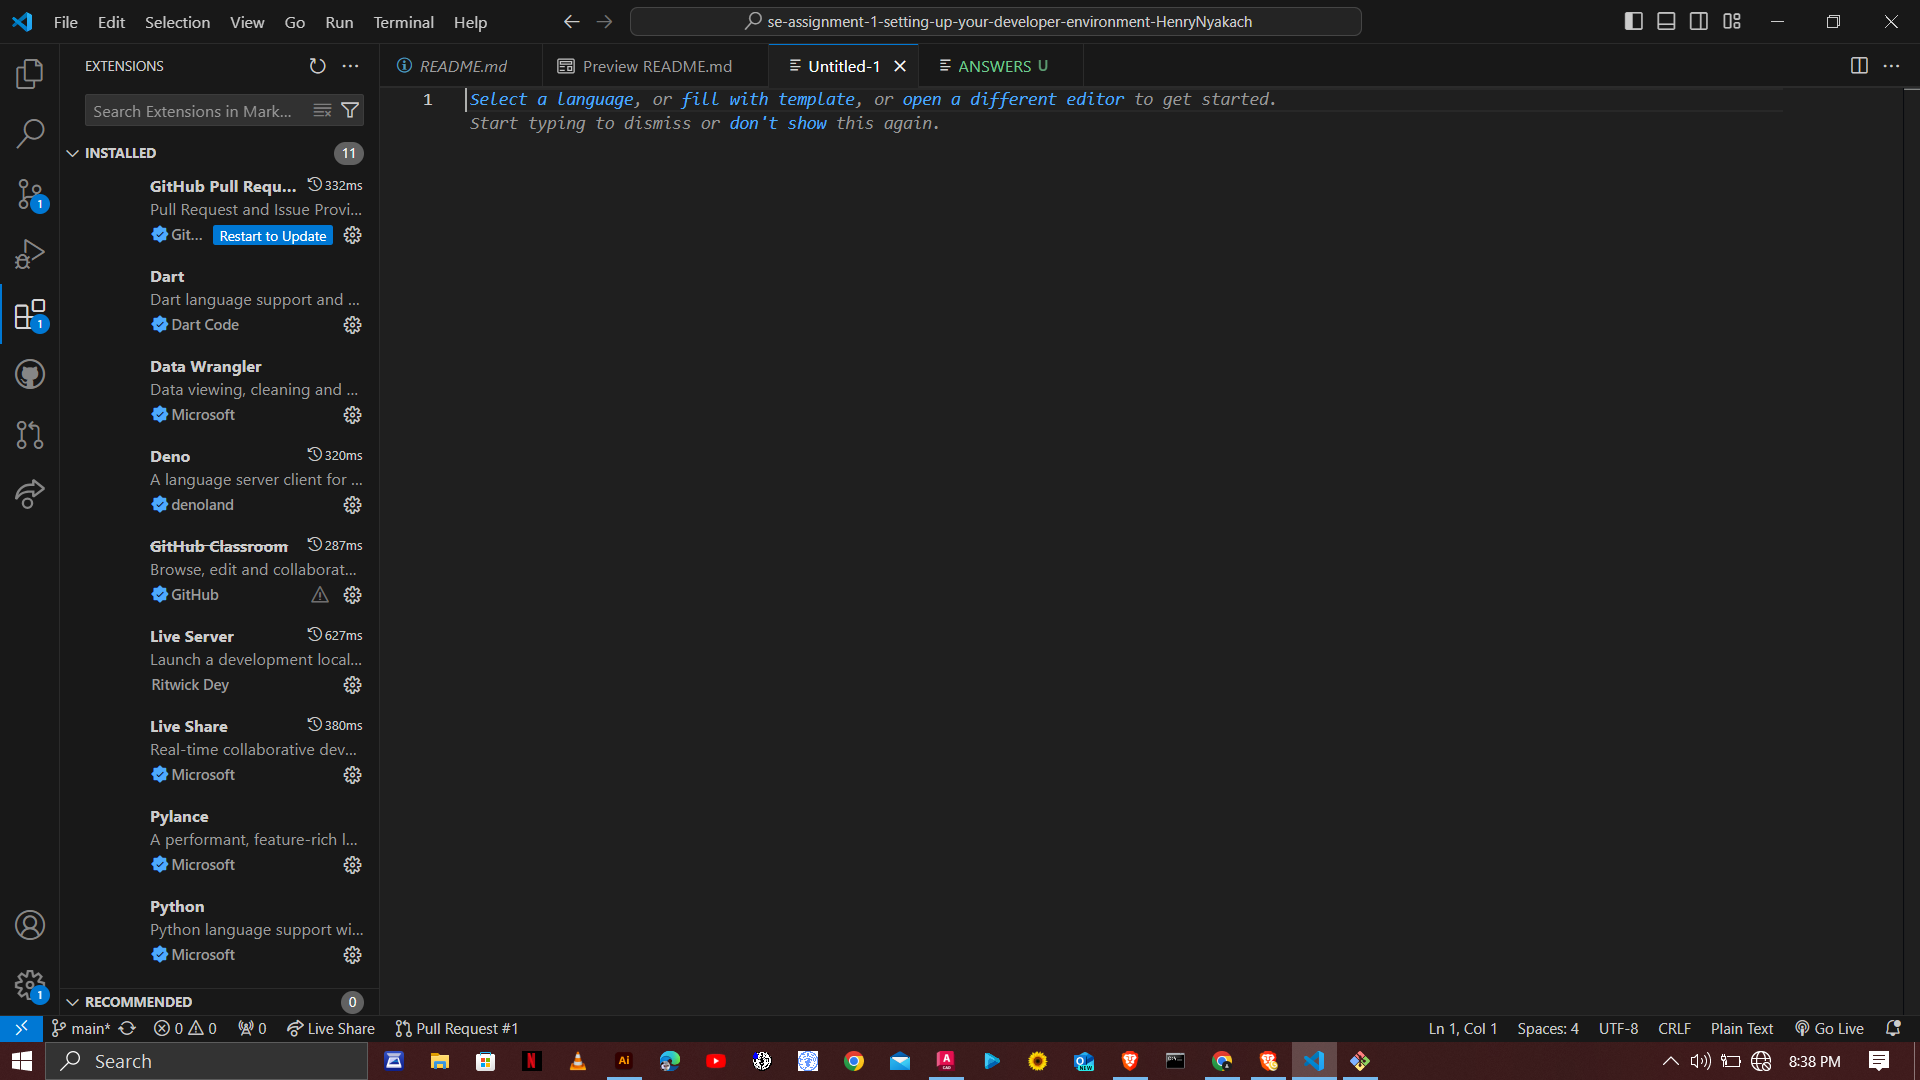 File Edit Selection View Go Run Terminal Help
se-assignment-1-setting-up-your-developer-environment-HenryNyakach
EXTENSIONS
Search Extensions in Mark...
INSTALLED 11
GitHub Pull Requ... 332ms
Pull Request and Issue Provi...
Git... Restart to Update
Dart
Dart language support and ...
Dart Code
Data Wrangler
Data viewing, cleaning and ...
Microsoft
Deno 320ms
A language server client for ...
denoland
GitHub Classroom 287ms
Browse, edit and collaborat...
GitHub
Live Server 627ms
Launch a development local...
Ritwick Dey
Live Share 380ms
Real-time collaborative dev...
Microsoft
Pylance
A performant, feature-rich l...
Microsoft
Python
Python language support wi...
Microsoft
RECOMMENDED 0
1
1
1
README.md Preview README.md Untitled-1 ANSWERS U
1 Select a language, or fill with template, or open a different editor to get started.
Start typing to dismiss or don't show this again.
main* 0 0 0 Live Share Pull Request #1
Ln 1, Col 1 Spaces: 4 UTF-8 CRLF Plain Text Go Live
Search N Ai A CAD NEW
8:38 PM